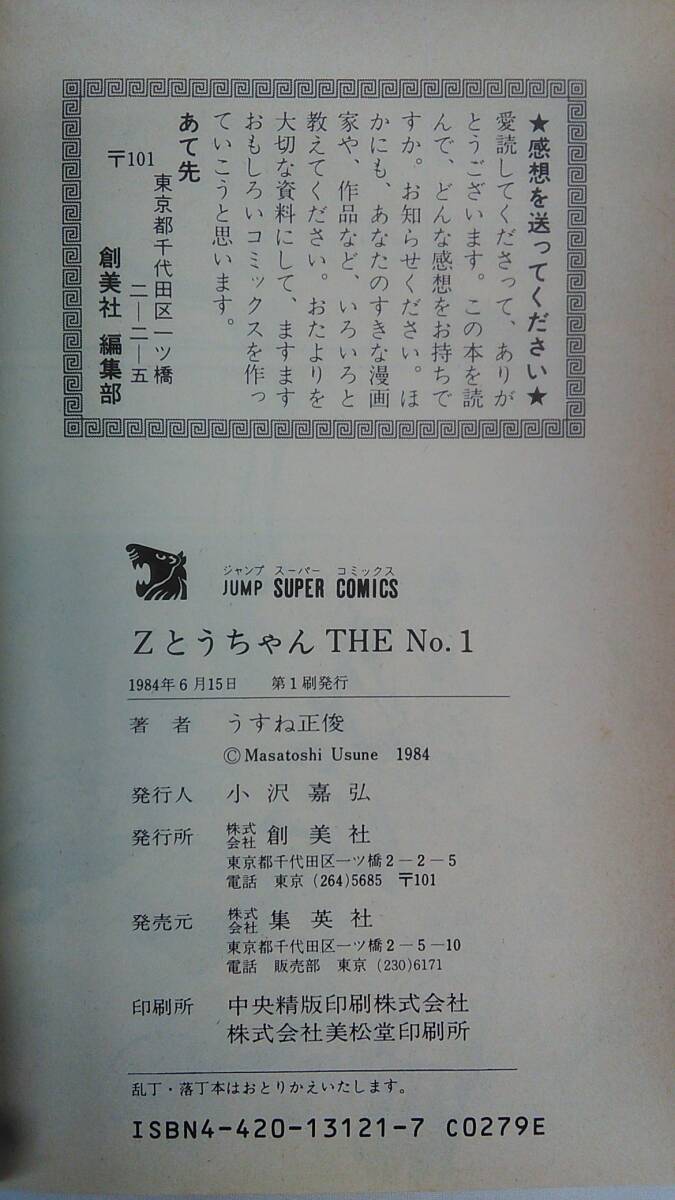 ★感想を送ってください★
愛読してくださって、ありが
とうございます。この本を読
んで、どんな感想をお持ちで
すか。お知らせください。ほ
かにも、あなたのすきな漫画
家や、作品など、いろいろと
教えてください。おたよりを
大切な資料にして、ますます
おもしろいコミックスを作っ
ていこうと思います。
あて先
〒101 東京都千代田区一ツ橋
二―二―五
創美社 編集部
ジャンプ スーパー コミックス
JUMP SUPER COMICS
Zとうちゃん THE No.1
1984年6月15日 第1刷発行
著者 うすね正俊
©Masatoshi Usune 1984
発行人 小沢嘉弘
発行所 株式会社 創美社
東京都千代田区一ツ橋2−2−5
電話 東京(264)5685 〒101
発売元 株式会社 集英社
東京都千代田区一ツ橋2−5−10
電話 販売部 東京(230)6171
印刷所 中央精版印刷株式会社
株式会社美松堂印刷所
乱丁・落丁本はおとりかえいたします。
ISBN4-420-13121-7 C0279E